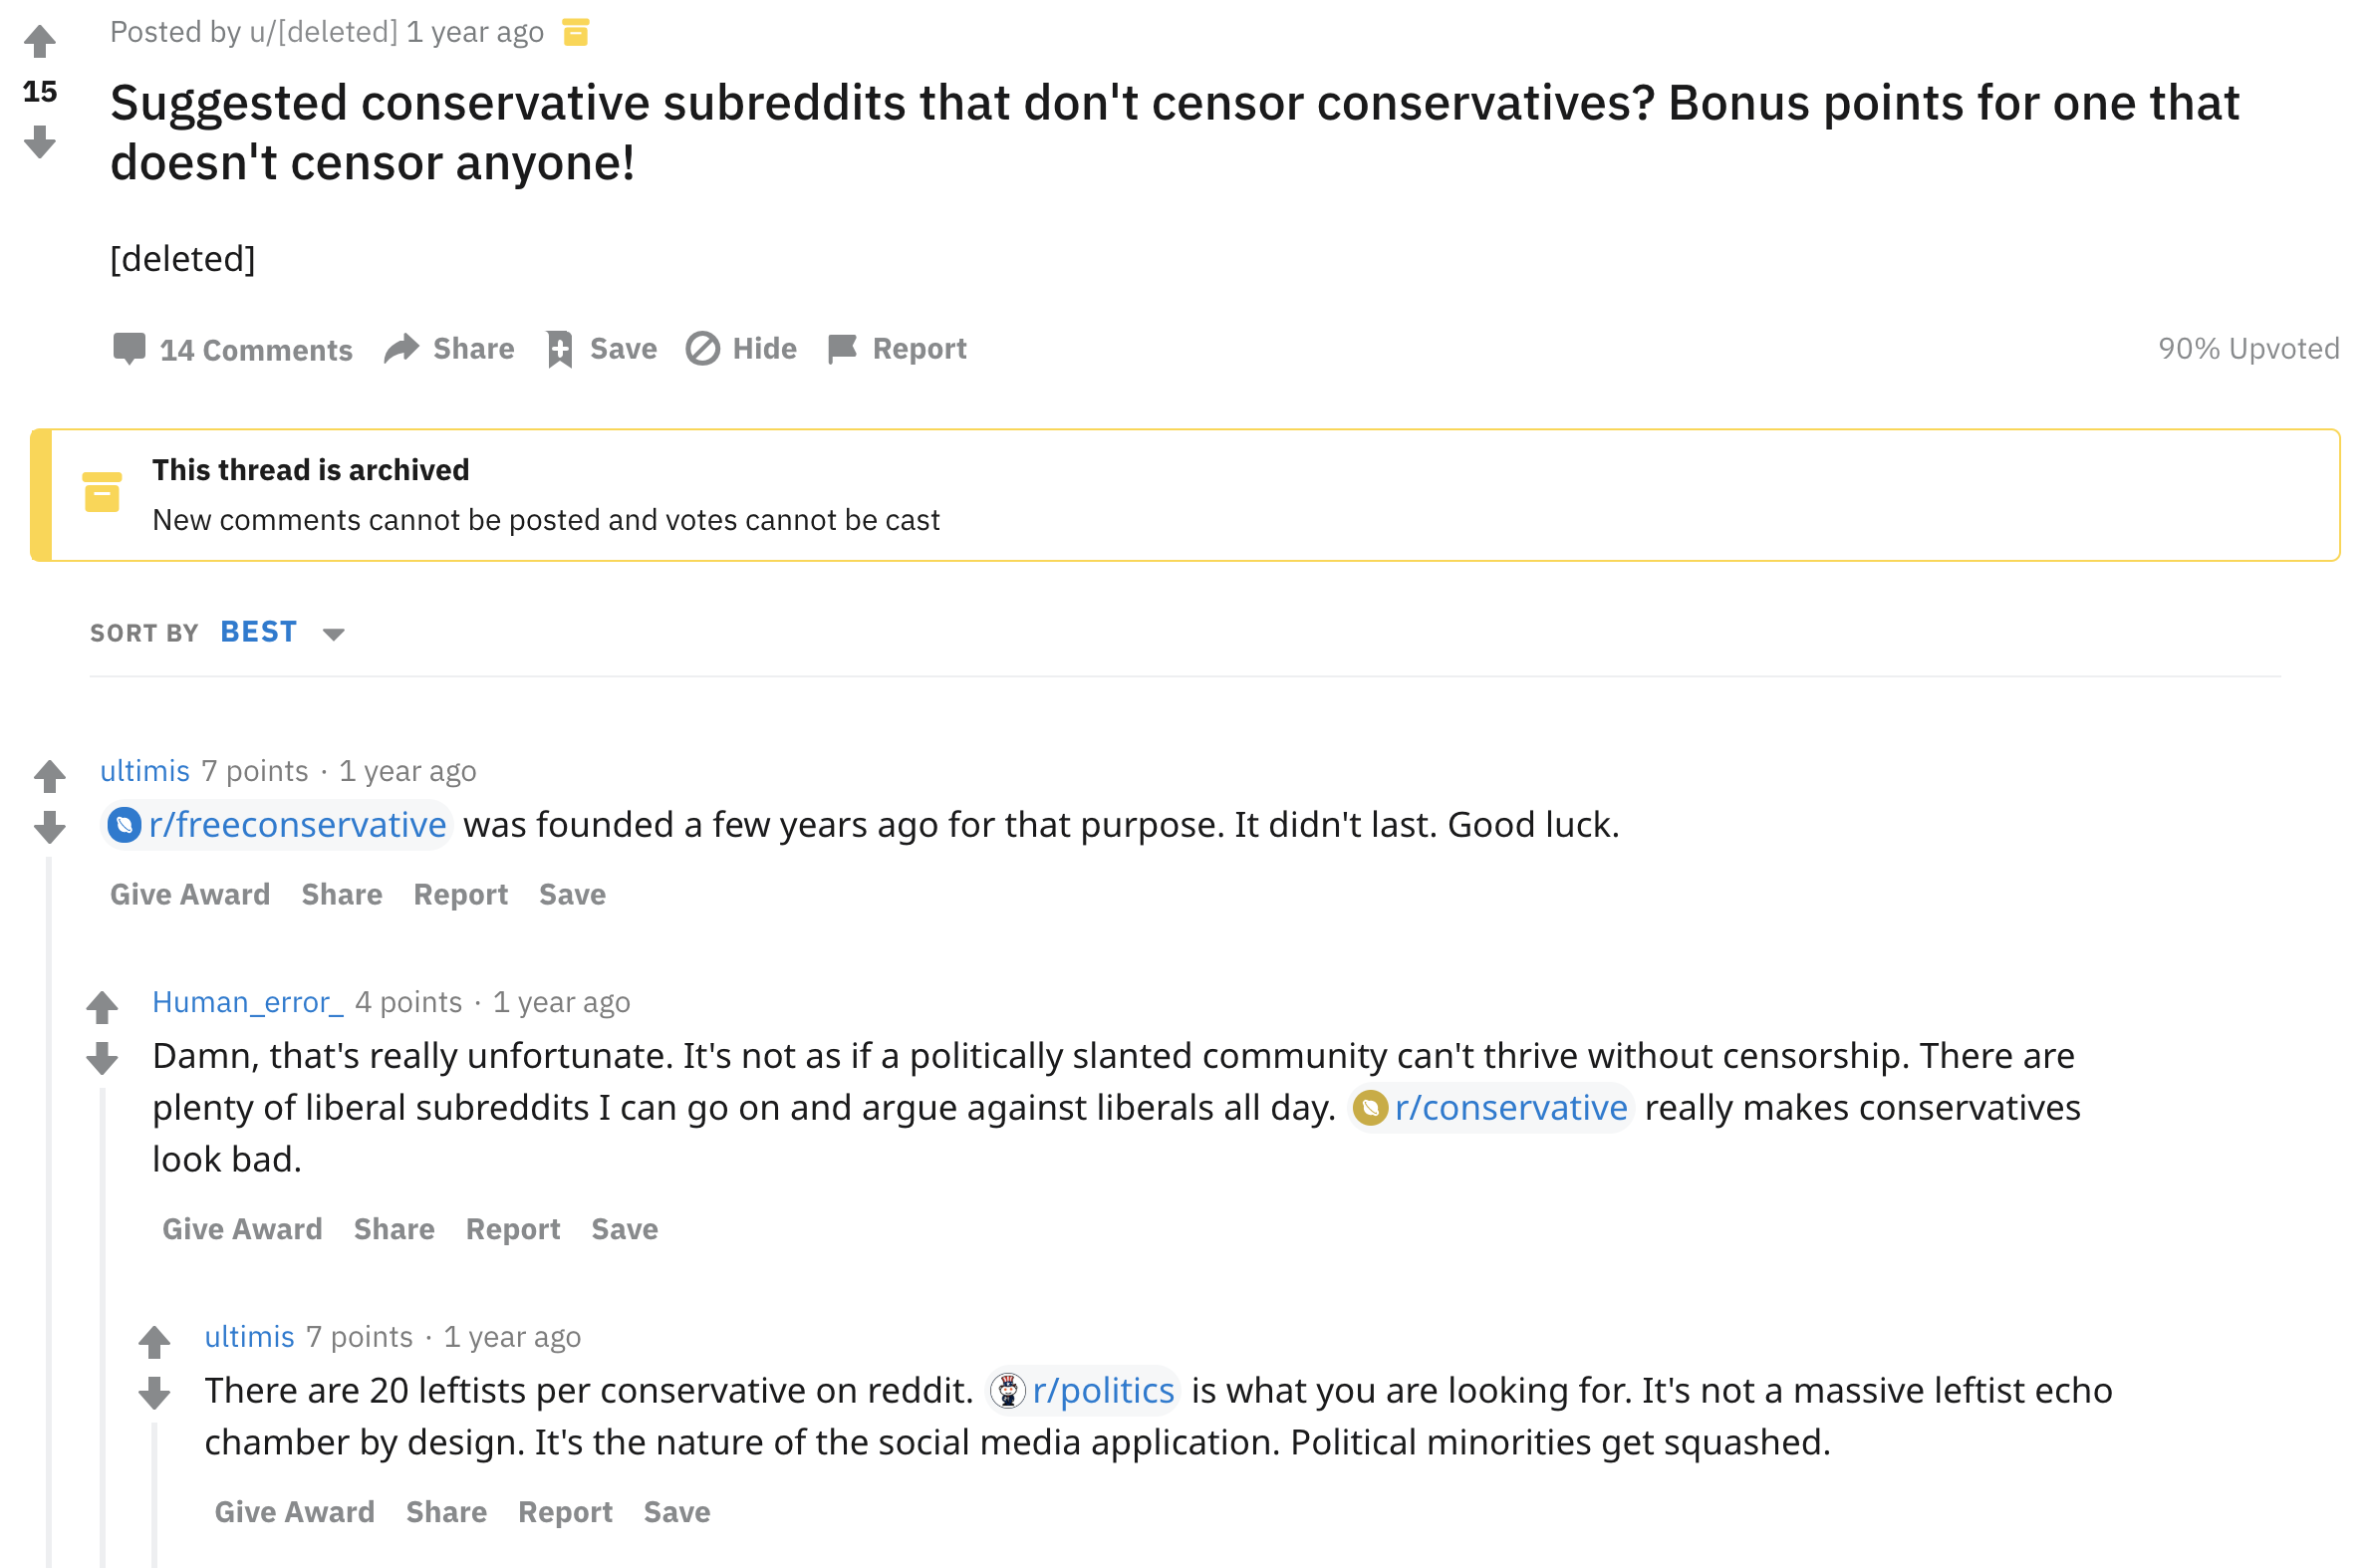 Posted by u/[deleted] 1 year ago
15
Suggested conservative subreddits that don't censor conservatives? Bonus points for one that
doesn't censor anyone!
[deleted]
14 Comments Share Save Hide Report 90% Upvoted
This thread is archived
New comments cannot be posted and votes cannot be cast
SORT BY BEST
ultimis 7 points · 1 year ago
r/freeconservative was founded a few years ago for that purpose. It didn't last. Good luck.
Give Award Share Report Save
Human_error_ 4 points · 1 year ago
Damn, that's really unfortunate. It's not as if a politically slanted community can't thrive without censorship. There are
plenty of liberal subreddits I can go on and argue against liberals all day. r/conservative really makes conservatives
look bad.
Give Award Share Report Save
ultimis 7 points · 1 year ago
There are 20 leftists per conservative on reddit. r/politics is what you are looking for. It's not a massive leftist echo
chamber by design. It's the nature of the social media application. Political minorities get squashed.
Give Award Share Report Save